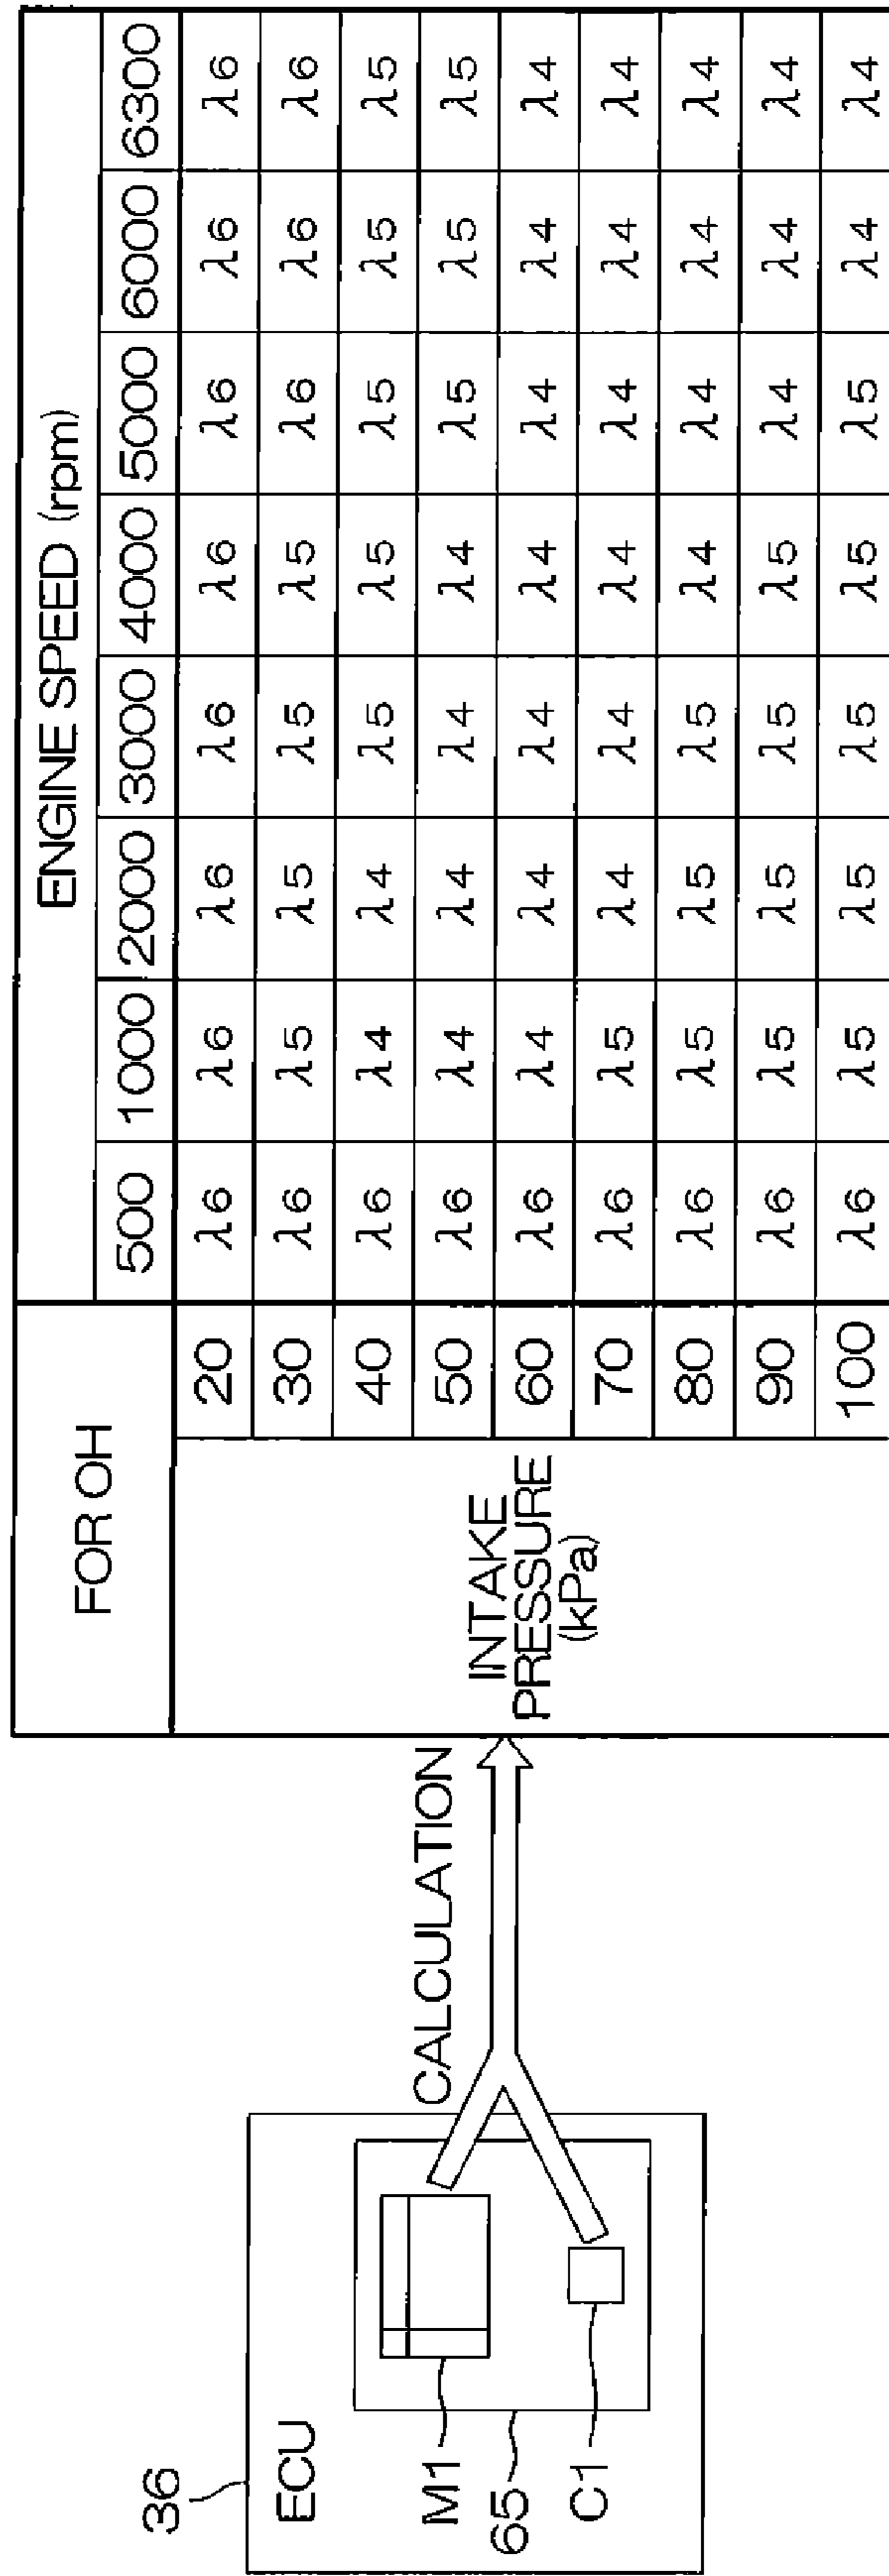 36
ECU
M1
65
C1
CALCULATION
FOR OH
ENGINE SPEED (rpm)
500 1000 2000 3000 4000 5000 6000 6300
INTAKE
PRESSURE
(kPa)
20 λ6 λ6 λ6 λ6 λ6 λ6 λ6 λ6
30 λ6 λ5 λ5 λ5 λ5 λ6 λ6 λ6
40 λ6 λ4 λ4 λ5 λ5 λ5 λ5 λ5
50 λ6 λ4 λ4 λ4 λ4 λ5 λ5 λ5
60 λ6 λ4 λ4 λ4 λ4 λ4 λ4 λ4
70 λ6 λ5 λ4 λ4 λ4 λ4 λ4 λ4
80 λ6 λ5 λ5 λ5 λ4 λ4 λ4 λ4
90 λ6 λ5 λ5 λ5 λ5 λ4 λ4 λ4
100 λ6 λ5 λ5 λ5 λ5 λ5 λ4 λ4